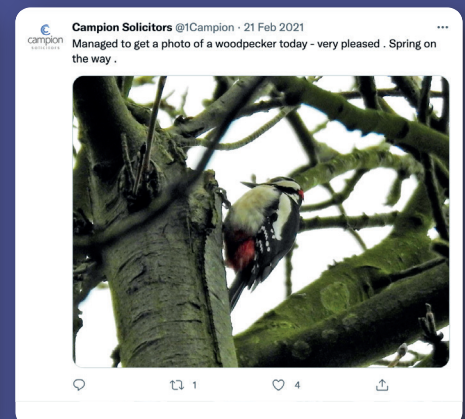 campion
solicitors
Campion Solicitors @1Campion · 21 Feb 2021
Managed to get a photo of a woodpecker today - very pleased . Spring on
the way .
1
4